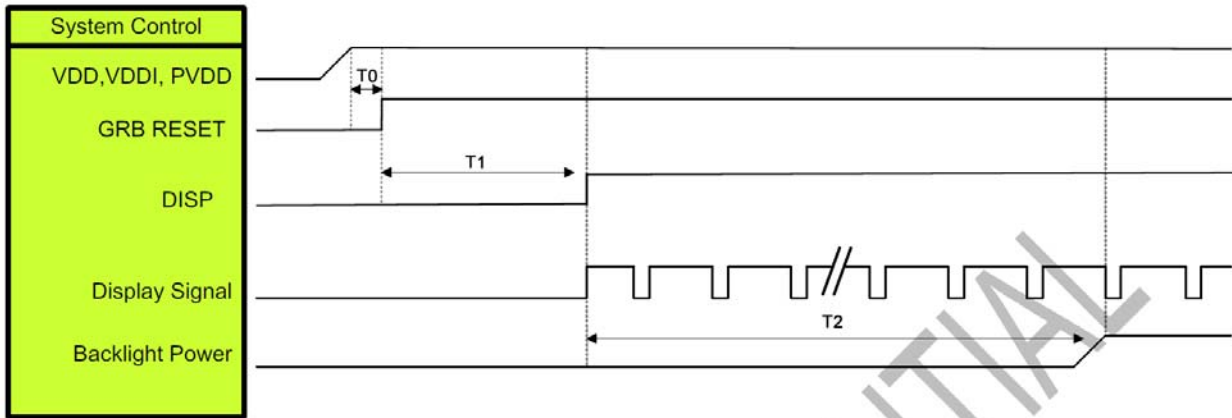 System Control
VDD,VDDI, PVDD
T0
GRB RESET
T1
DISP
Display Signal
T2
Backlight Power